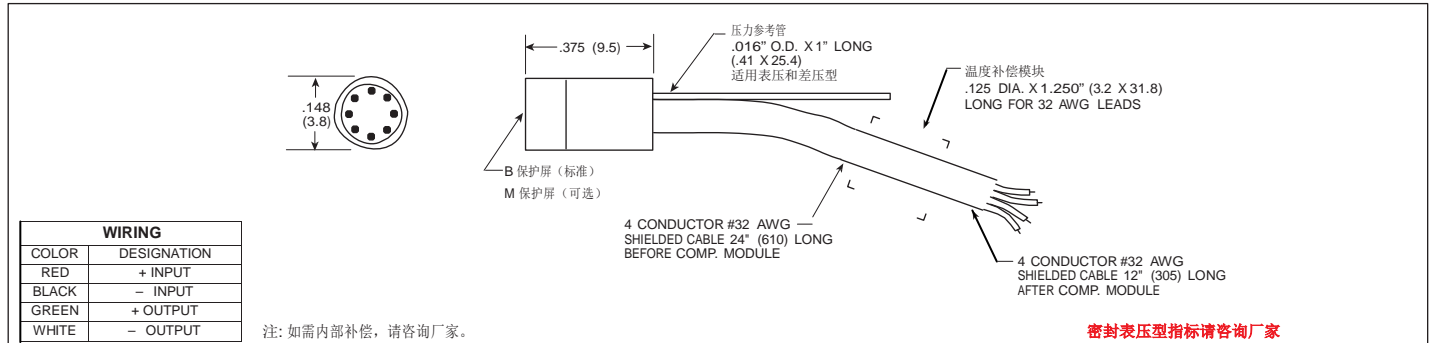 .148
(3.8)
.375 (9.5)
压力参考管
.016" O.D. X 1" LONG
(.41 X 25.4)
适用表压和差压型
温度补偿模块
.125 DIA. X 1.250" (3.2 X 31.8)
LONG FOR 32 AWG LEADS
B 保护屏（标准）
M 保护屏（可选）
4 CONDUCTOR #32 AWG
SHIELDED CABLE 24" (610) LONG
BEFORE COMP. MODULE
4 CONDUCTOR #32 AWG
SHIELDED CABLE 12" (305) LONG
AFTER COMP. MODULE
WIRING
COLOR DESIGNATION
RED + INPUT
BLACK – INPUT
GREEN + OUTPUT
WHITE – OUTPUT
注: 如需内部补偿，请咨询厂家。
密封表压型指标请咨询厂家